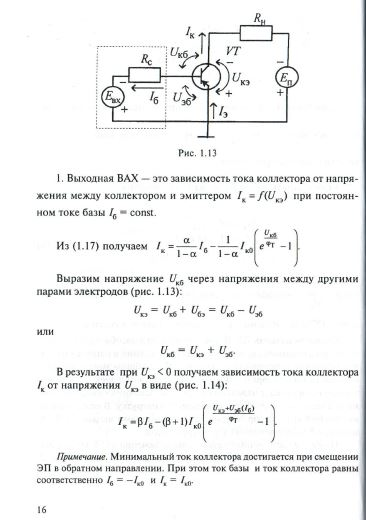 Iк Rн
Uкб VT
Rс
− −
Uкэ Eп
Eвх Iб Uэб
+ Iэ +
Рис. 1.13
1. Выходная ВАХ — это зависимость тока коллектора от напря-
жения между коллектором и эмиттером Iк = f(Uкэ) при постоян-
ном токе базы Iб = const.
Из (1.17) получаем Iк = α/(1−α) Iб − 1/(1−α) Iк0 (e^(Uкб/φт) − 1).
Выразим напряжение Uкб через напряжения между другими
парами электродов (рис. 1.13):
Uкэ = Uкб + Uбэ = Uкб − Uэб
или
Uкб = Uкэ + Uэб.
В результате при Uкэ < 0 получаем зависимость тока коллектора
Iк от напряжения Uкэ в виде (рис. 1.14):
Iк = βIб − (β+1)Iк0 (e^((Uкэ+Uэб(Iб))/φт) − 1).
Примечание. Минимальный ток коллектора достигается при смещении
ЭП в обратном направлении. При этом ток базы и ток коллектора равны
соответственно Iб = −Iк0 и Iк = Iк0.
16